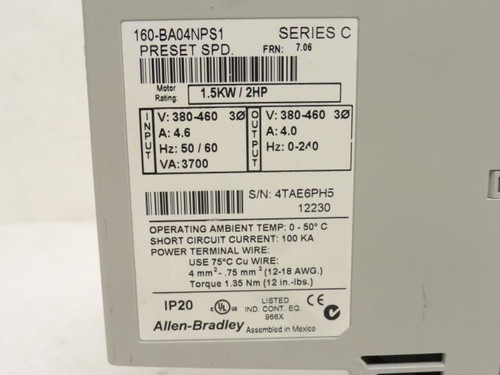 160-BA04NPS1 SERIES C
PRESET SPD. FRN: 7.06
Motor Rating: 1.5KW / 2HP
INPUT
V: 380-460 3Ø
A: 4.6
Hz: 50 / 60
VA: 3700
OUTPUT
V: 380-460 3Ø
A: 4.0
Hz: 0-240
S/N: 4TAE6PH5
12230
OPERATING AMBIENT TEMP: 0 - 50° C
SHORT CIRCUIT CURRENT: 100 KA
POWER TERMINAL WIRE:
USE 75°C Cu WIRE:
4 mm² - .75 mm² (12-18 AWG.)
Torque 1.35 Nm (12 in.-lbs.)
IP20
c UL us
LISTED
IND. CONT. EQ.
966X
CE
N
Allen-Bradley Assembled in Mexico